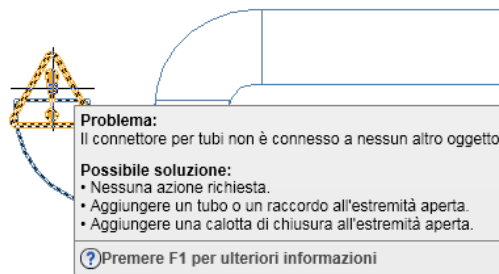 Problema:
Il connettore per tubi non è connesso a nessun altro oggetto
Possibile soluzione:
• Nessuna azione richiesta.
• Aggiungere un tubo o un raccordo all'estremità aperta.
• Aggiungere una calotta di chiusura all'estremità aperta.
?Premere F1 per ulteriori informazioni